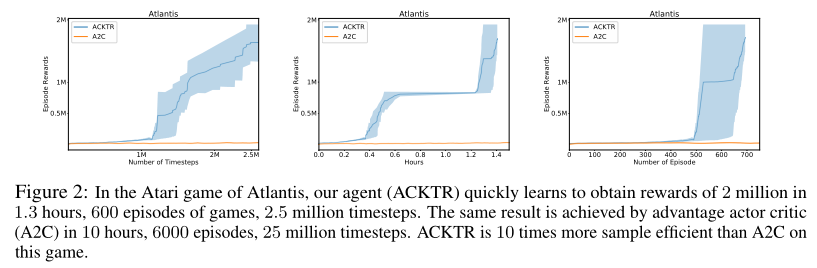 Atlantis
2M
1M
0.5M
Episode Rewards
ACKTR
A2C
1M
2M
2.5M
Number of Timesteps
Atlantis
2M
1M
0.5M
Episode Rewards
ACKTR
A2C
0.0 0.2 0.4 0.6 0.8 1.0 1.2 1.4
Hours
Atlantis
2M
1M
0.5M
Episode Rewards
ACKTR
A2C
0 100 200 300 400 500 600 700
Number of Episode
Figure 2: In the Atari game of Atlantis, our agent (ACKTR) quickly learns to obtain rewards of 2 million in
1.3 hours, 600 episodes of games, 2.5 million timesteps. The same result is achieved by advantage actor critic
(A2C) in 10 hours, 6000 episodes, 25 million timesteps. ACKTR is 10 times more sample efficient than A2C on
this game.